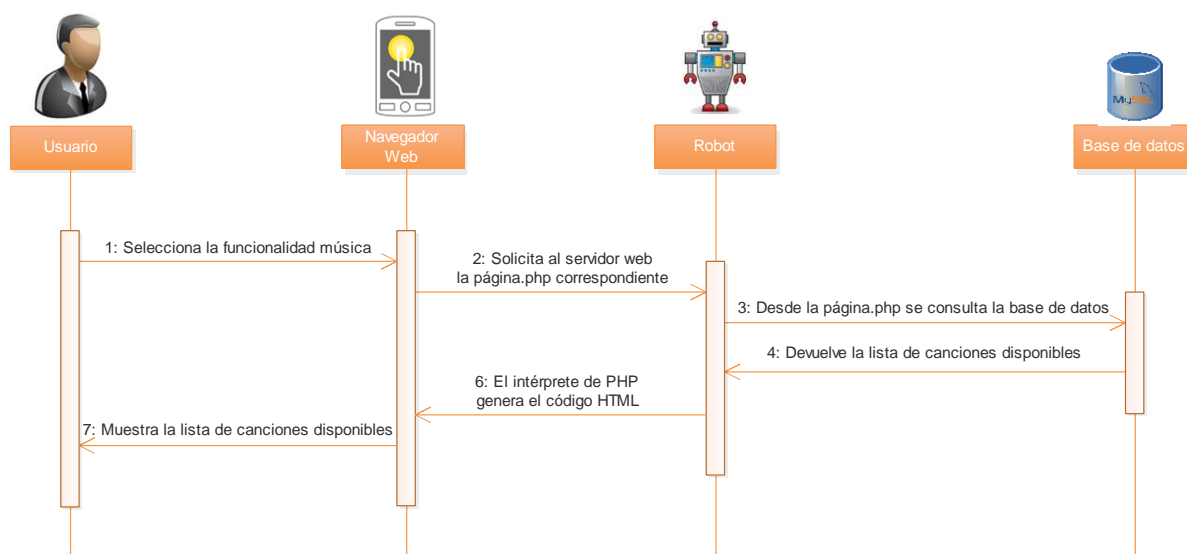 MySQL
Usuario
Navegador
Web
Robot
Base de datos
1: Selecciona la funcionalidad música
2: Solicita al servidor web
la página.php correspondiente
3: Desde la página.php se consulta la base de datos
4: Devuelve la lista de canciones disponibles
6: El intérprete de PHP
genera el código HTML
7: Muestra la lista de canciones disponibles